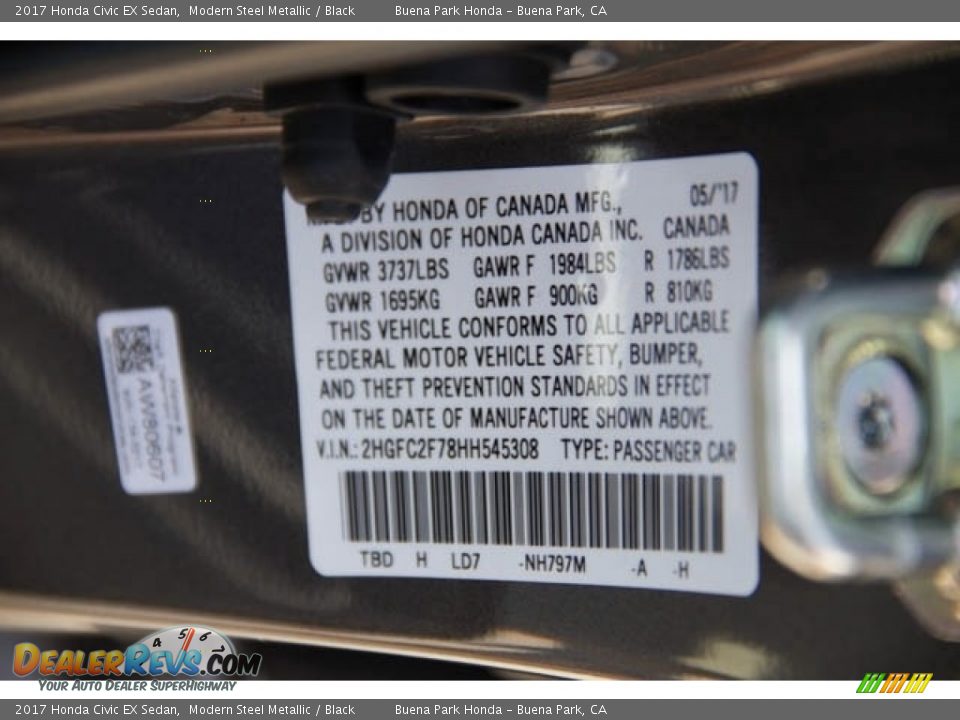 2017 Honda Civic EX Sedan, Modern Steel Metallic / Black Buena Park Honda - Buena Park, CA
BY HONDA OF CANADA MFG., 05/'17
A DIVISION OF HONDA CANADA INC. CANADA
GVWR 3737LBS GAWR F 1984LBS R 1786LBS
GVWR 1695KG GAWR F 900KG R 810KG
THIS VEHICLE CONFORMS TO ALL APPLICABLE
FEDERAL MOTOR VEHICLE SAFETY, BUMPER,
AND THEFT PREVENTION STANDARDS IN EFFECT
ON THE DATE OF MANUFACTURE SHOWN ABOVE.
V.I.N.: 2HGFC2F78HH545308 TYPE: PASSENGER CAR
TBD H LD7 -NH797M -A -H
AW80607
4 5 6
DEALERREVS.COM
YOUR AUTO DEALER SUPERHIGHWAY
2017 Honda Civic EX Sedan, Modern Steel Metallic / Black Buena Park Honda - Buena Park, CA